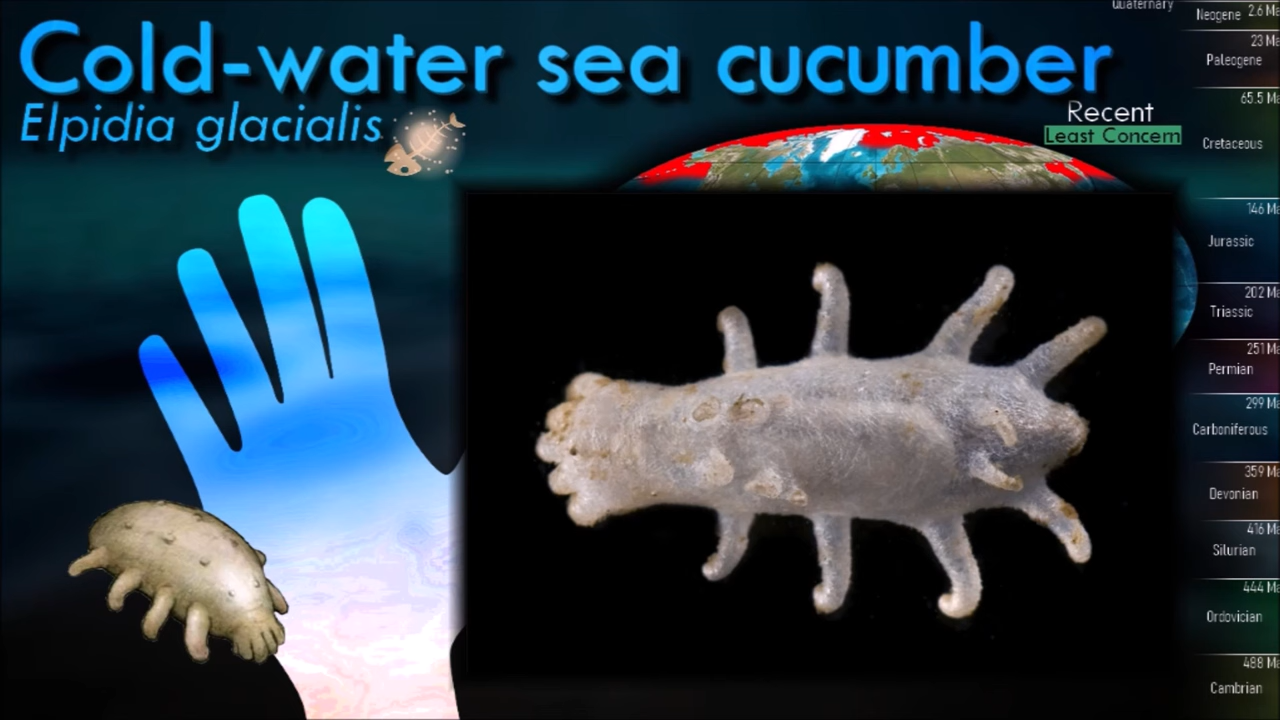 Cold-water sea cucumber
Elpidia glacialis
Recent
Least Concern
Quaternary
Neogene 2.6 Ma
23 Ma
Paleogene
65.5 Ma
Cretaceous
146 Ma
Jurassic
202 Ma
Triassic
251 Ma
Permian
299 Ma
Carboniferous
359 Ma
Devonian
416 Ma
Silurian
444 Ma
Ordovician
488 Ma
Cambrian